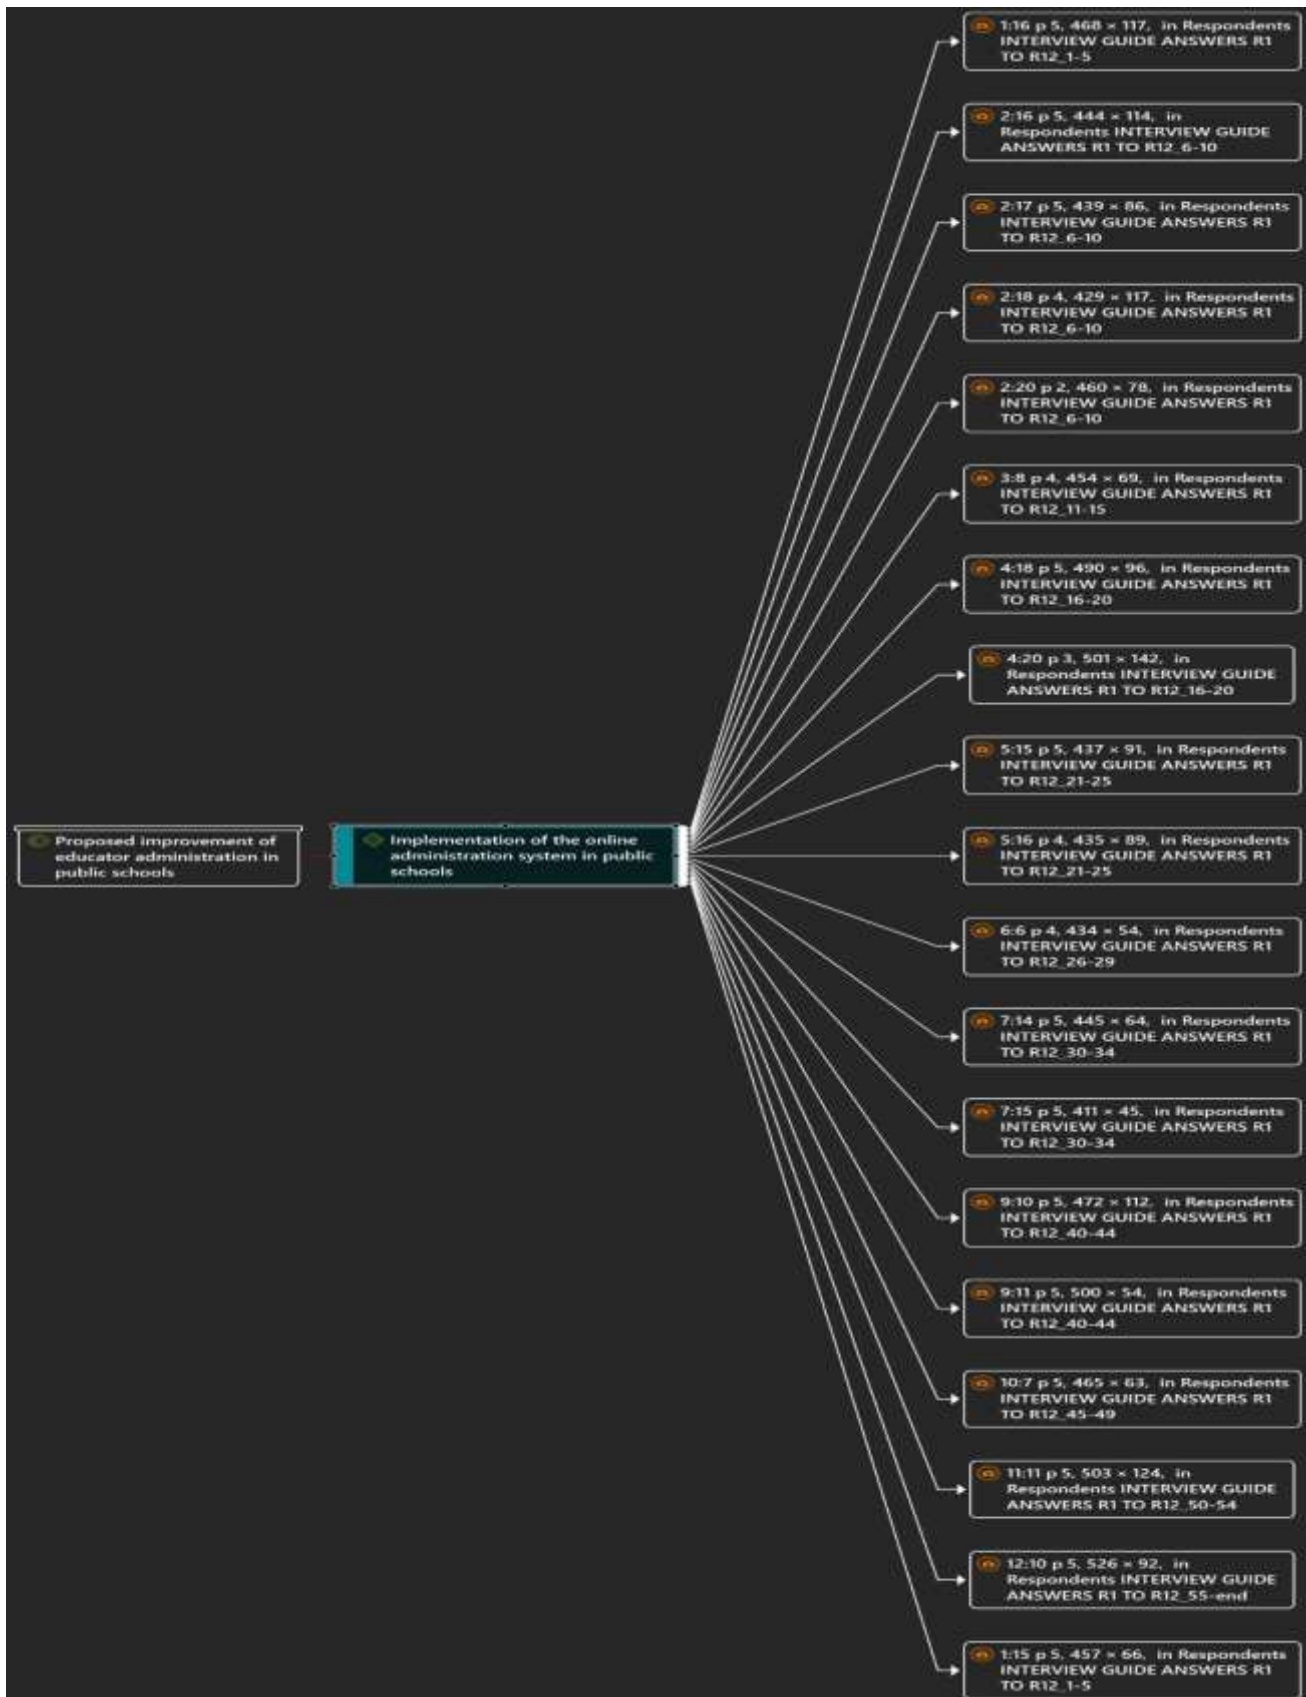 1:16 p 5, 468 × 117, in Respondents
INTERVIEW GUIDE ANSWERS R1
TO R12_1-5
2:16 p 5, 444 × 114, in
Respondents INTERVIEW GUIDE
ANSWERS R1 TO R12_6-10
2:17 p 5, 439 × 86, in Respondents
INTERVIEW GUIDE ANSWERS R1
TO R12_6-10
2:18 p 4, 429 × 117, in Respondents
INTERVIEW GUIDE ANSWERS R1
TO R12_6-10
2:20 p 2, 460 × 78, in Respondents
INTERVIEW GUIDE ANSWERS R1
TO R12_6-10
3:8 p 4, 454 × 69, in Respondents
INTERVIEW GUIDE ANSWERS R1
TO R12_11-15
4:18 p 5, 490 × 96, in Respondents
INTERVIEW GUIDE ANSWERS R1
TO R12_16-20
4:20 p 3, 501 × 142, in
Respondents INTERVIEW GUIDE
ANSWERS R1 TO R12_16-20
5:15 p 5, 437 × 91, in Respondents
INTERVIEW GUIDE ANSWERS R1
TO R12_21-25
Proposed improvement of
educator administration in
public schools
Implementation of the online
administration system in public
schools
5:16 p 4, 435 × 89, in Respondents
INTERVIEW GUIDE ANSWERS R1
TO R12_21-25
6:6 p 4, 434 × 54, in Respondents
INTERVIEW GUIDE ANSWERS R1
TO R12_26-29
7:14 p 5, 445 × 64, in Respondents
INTERVIEW GUIDE ANSWERS R1
TO R12_30-34
7:15 p 5, 411 × 45, in Respondents
INTERVIEW GUIDE ANSWERS R1
TO R12_30-34
9:10 p 5, 472 × 112, in Respondents
INTERVIEW GUIDE ANSWERS R1
TO R12_40-44
9:11 p 5, 500 × 54, in Respondents
INTERVIEW GUIDE ANSWERS R1
TO R12_40-44
10:7 p 5, 465 × 63, in Respondents
INTERVIEW GUIDE ANSWERS R1
TO R12_45-49
11:11 p 5, 503 × 124, in
Respondents INTERVIEW GUIDE
ANSWERS R1 TO R12_50-54
12:10 p 5, 526 × 92, in
Respondents INTERVIEW GUIDE
ANSWERS R1 TO R12_55-end
1:15 p 5, 457 × 66, in Respondents
INTERVIEW GUIDE ANSWERS R1
TO R12_1-5